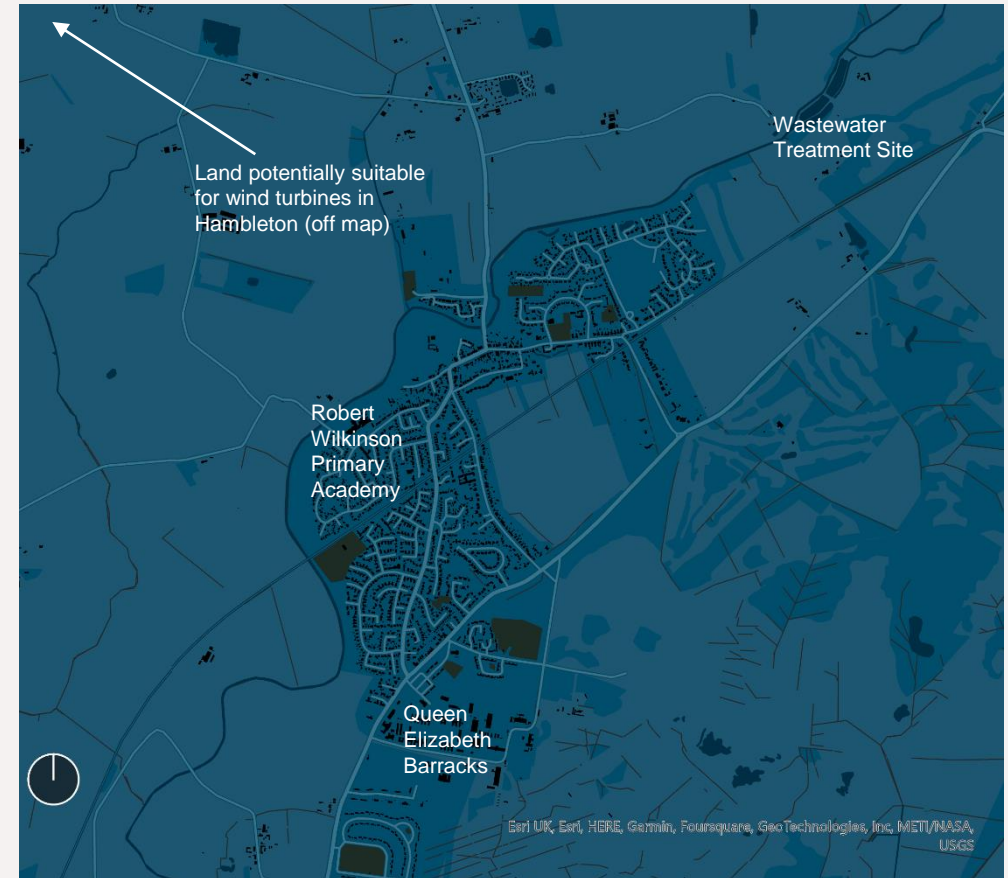 Wastewater
Treatment Site
Land potentially suitable
for wind turbines in
Hambleton (off map)
Robert
Wilkinson
Primary
Academy
Queen
Elizabeth
Barracks
Esri UK, Esri, HERE, Garmin, Foursquare, GeoTechnologies, Inc, METI/NASA,
USGS